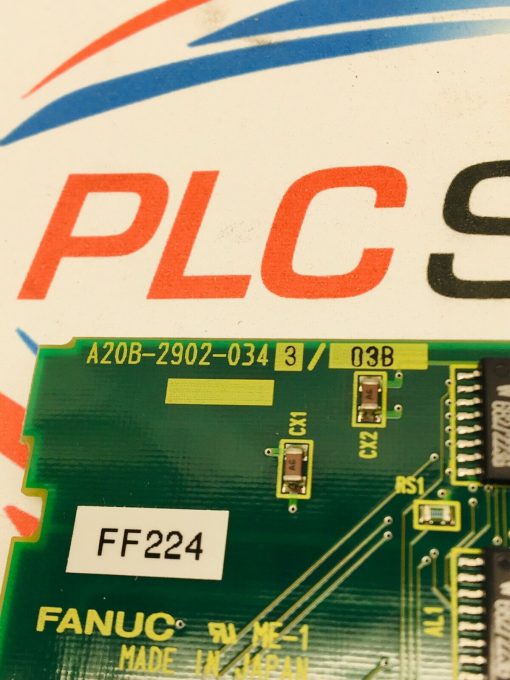 PLC
A20B-2902-034 3 / 03B
CX1
CX2
RS1
FF224
AL1
FANUC ME-1
MADE IN JAPAN